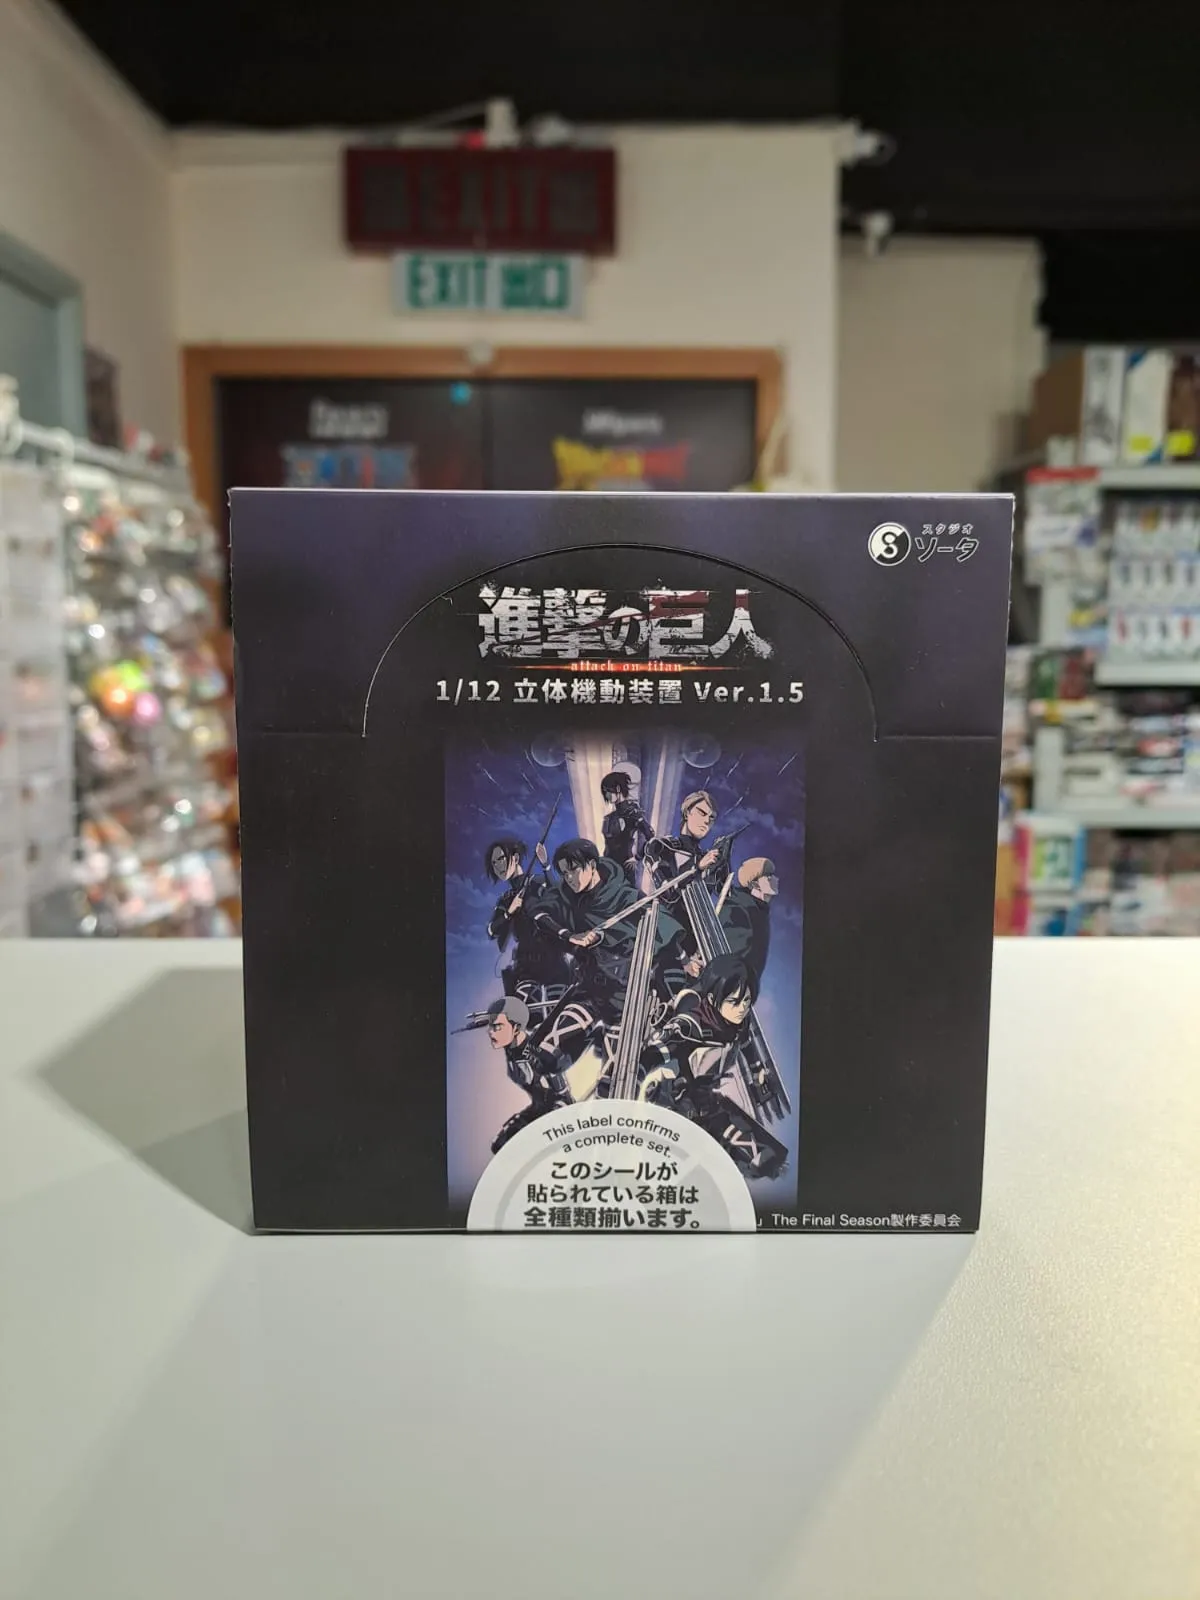 EXIT
EXIT 出口
スタジオ
ソータ
進撃の巨人
attack on titan
1/12 立体機動装置 Ver.1.5
This label confirms
a complete set.
このシールが
貼られている箱は
全種類揃います。
」 The Final Season製作委員会